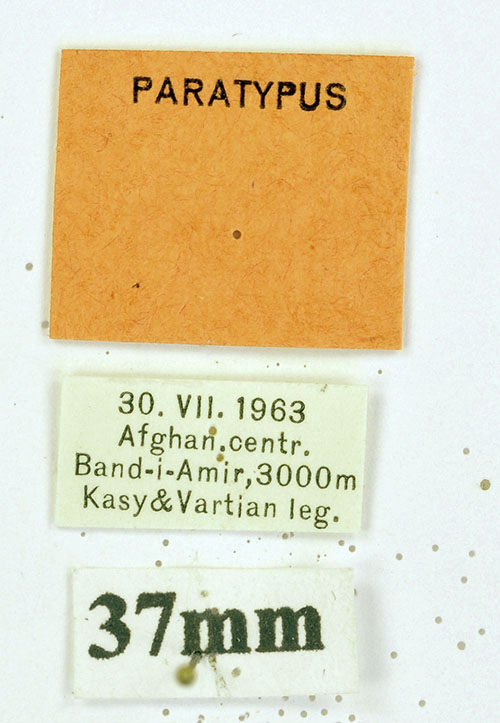 PARATYPUS
30. VII. 1963
Afghan.centr.
Band-i-Amir,3000m
Kasy&Vartian leg.
37mm